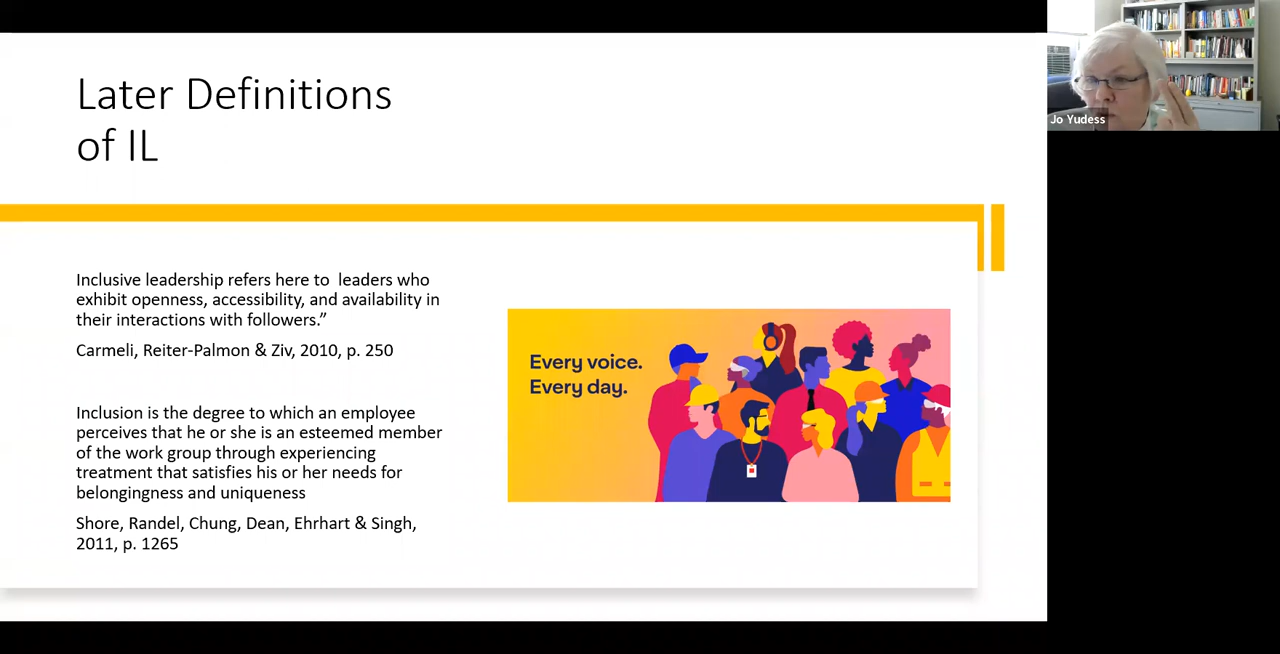 Later Definitions
of IL
Inclusive leadership refers here to  leaders who
exhibit openness, accessibility, and availability in
their interactions with followers.”
Carmeli, Reiter-Palmon & Ziv, 2010, p. 250
Inclusion is the degree to which an employee
perceives that he or she is an esteemed member
of the work group through experiencing
treatment that satisfies his or her needs for
belongingness and uniqueness
Shore, Randel, Chung, Dean, Ehrhart & Singh,
2011, p. 1265
Every voice.
Every day.
Jo Yudess